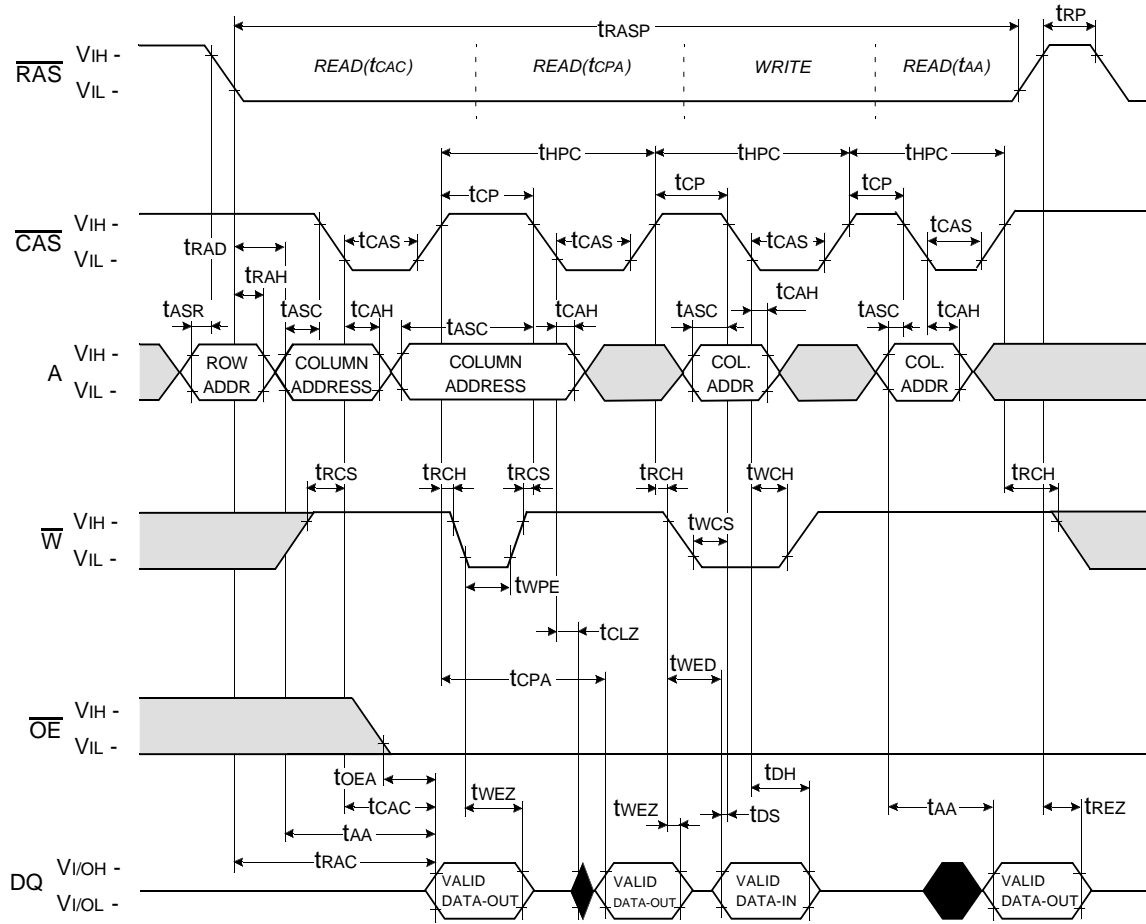 tRASP
tRP
VIH -
RAS
VIL -
READ(tCAC) READ(tCPA) WRITE READ(tAA)
tHPC tHPC tHPC
tCP tCP tCP
VIH -
CAS
VIL -
tCAS tCAS tCAS tCAS
tRAD
tRAH
tASR tASC tCAH tASC tCAH tASC tCAH tASC tCAH
VIH -
A
VIL -
ROW
ADDR
COLUMN
ADDRESS
COLUMN
ADDRESS
COL.
ADDR
COL.
ADDR
tRCS tRCH tRCS tRCH tWCH tRCH
VIH -
W
VIL -
tWCS
tWPE
tCLZ
tWED
tCPA
VIH -
OE
VIL -
tOEA
tCAC
tAA
tRAC
tWEZ
tWEZ
tDH
tDS
tAA
tREZ
VI/OH -
DQ
VI/OL -
VALID
DATA-OUT
VALID
DATA-OUT
VALID
DATA-IN
VALID
DATA-OUT